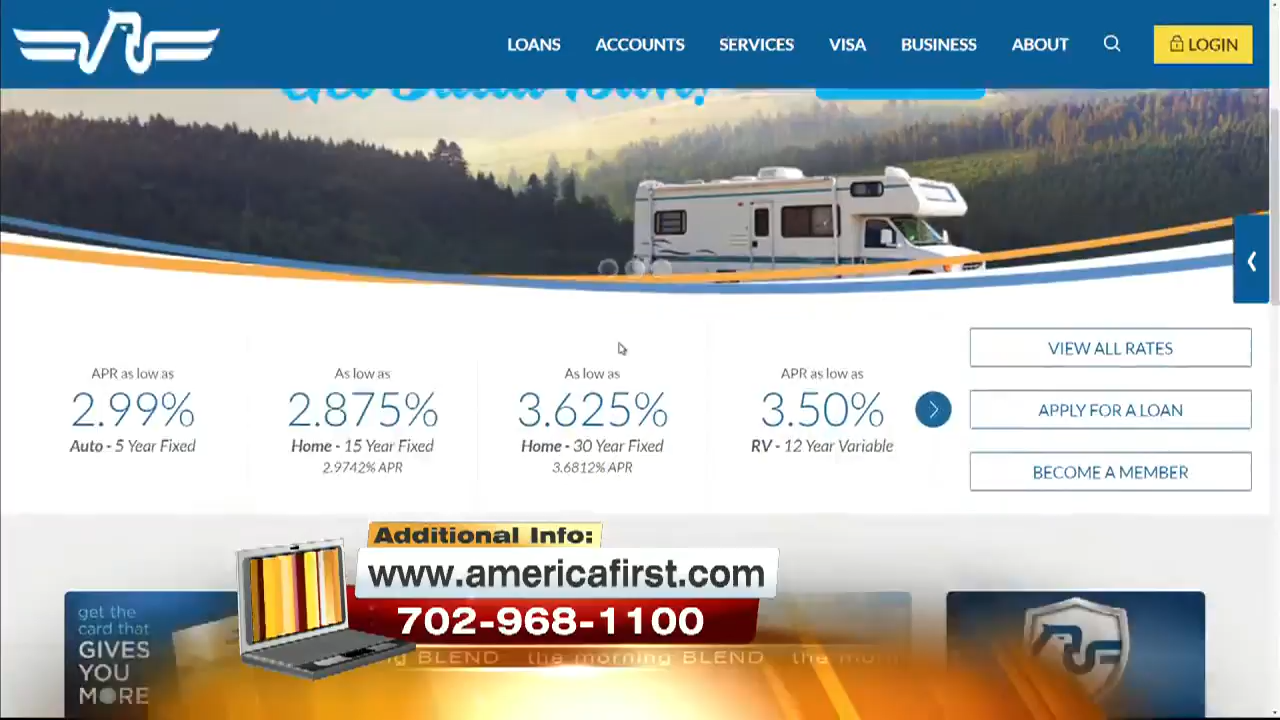 LOANS ACCOUNTS SERVICES VISA BUSINESS ABOUT LOGIN
APR as low as
2.99%
Auto - 5 Year Fixed
As low as
2.875%
Home - 15 Year Fixed
2.9742% APR
As low as
3.625%
Home - 30 Year Fixed
3.6812% APR
APR as low as
3.50%
RV - 12 Year Variable
VIEW ALL RATES
APPLY FOR A LOAN
BECOME A MEMBER
Additional Info:
www.americafirst.com
702-968-1100
the morning BLEND
get the
card that
GIVES
YOU
MORE